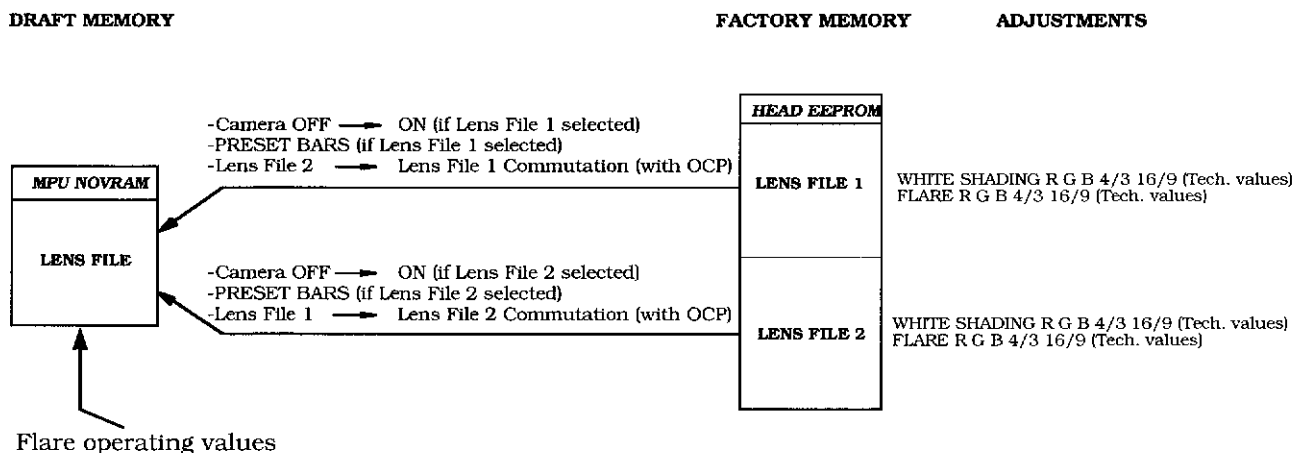 DRAFT MEMORY
FACTORY MEMORY
ADJUSTMENTS
HEAD EEPROM
-Camera OFF → ON (if Lens File 1 selected)
-PRESET BARS (if Lens File 1 selected)
-Lens File 2 → Lens File 1 Commutation (with OCP)
MPU NOVRAM
LENS FILE 1
WHITE SHADING R G B 4/3 16/9 (Tech. values)
FLARE R G B 4/3 16/9 (Tech. values)
LENS FILE
-Camera OFF → ON (if Lens File 2 selected)
-PRESET BARS (if Lens File 2 selected)
-Lens File 1 → Lens File 2 Commutation (with OCP)
LENS FILE 2
WHITE SHADING R G B 4/3 16/9 (Tech. values)
FLARE R G B 4/3 16/9 (Tech. values)
Flare operating values